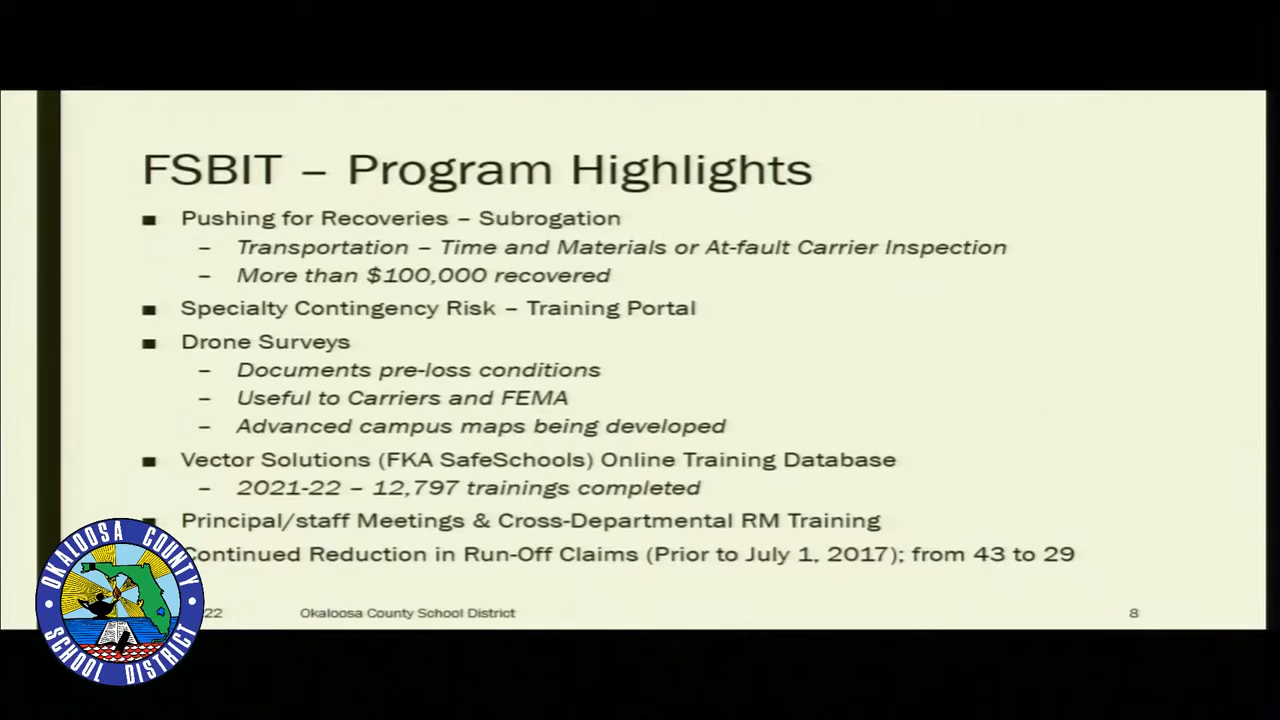 FSBIT – Program Highlights
■ Pushing for Recoveries – Subrogation
– Transportation – Time and Materials or At-fault Carrier Inspection
– More than $100,000 recovered
■ Specialty Contingency Risk – Training Portal
■ Drone Surveys
– Documents pre-loss conditions
– Useful to Carriers and FEMA
– Advanced campus maps being developed
■ Vector Solutions (FKA SafeSchools) Online Training Database
– 2021-22 – 12,797 trainings completed
■ Principal/staff Meetings & Cross-Departmental RM Training
Continued Reduction in Run-Off Claims (Prior to July 1, 2017); from 43 to 29
22 Okaloosa County School District 8
OKALOOSA COUNTY
SCHOOL DISTRICT